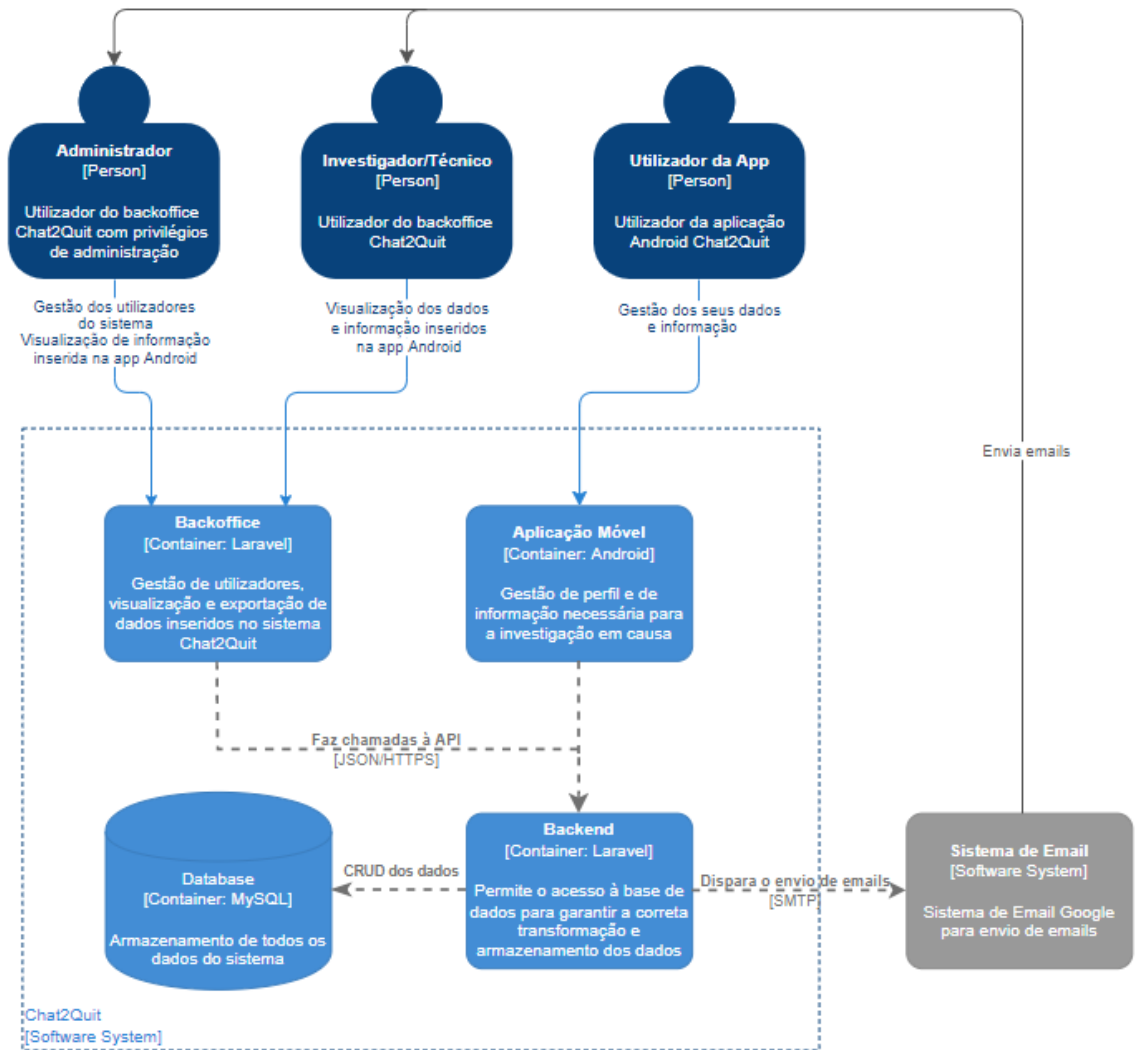 Administrador
[Person]
Utilizador do backoffice
Chat2Quit com privilégios
de administração
Investigador/Técnico
[Person]
Utilizador do backoffice
Chat2Quit
Utilizador da App
[Person]
Utilizador da aplicação
Android Chat2Quit
Gestão dos utilizadores
do sistema
Visualização de informação
inserida na app Android
Visualização dos dados
e informação inseridos
na app Android
Gestão dos seus dados
e informação
Envia emails
Backoffice
[Container: Laravel]
Gestão de utilizadores,
visualização e exportação de
dados inseridos no sistema
Chat2Quit
Aplicação Móvel
[Container: Android]
Gestão de perfil e de
informação necessária para
a investigação em causa
Faz chamadas à API
[JSON/HTTPS]
Database
[Container: MySQL]
Armazenamento de todos os
dados do sistema
CRUD dos dados
Backend
[Container: Laravel]
Permite o acesso à base de
dados para garantir a correta
transformação e
armazenamento dos dados
Dispara o envio de emails
[SMTP]
Sistema de Email
[Software System]
Sistema de Email Google
para envio de emails
Chat2Quit
[Software System]